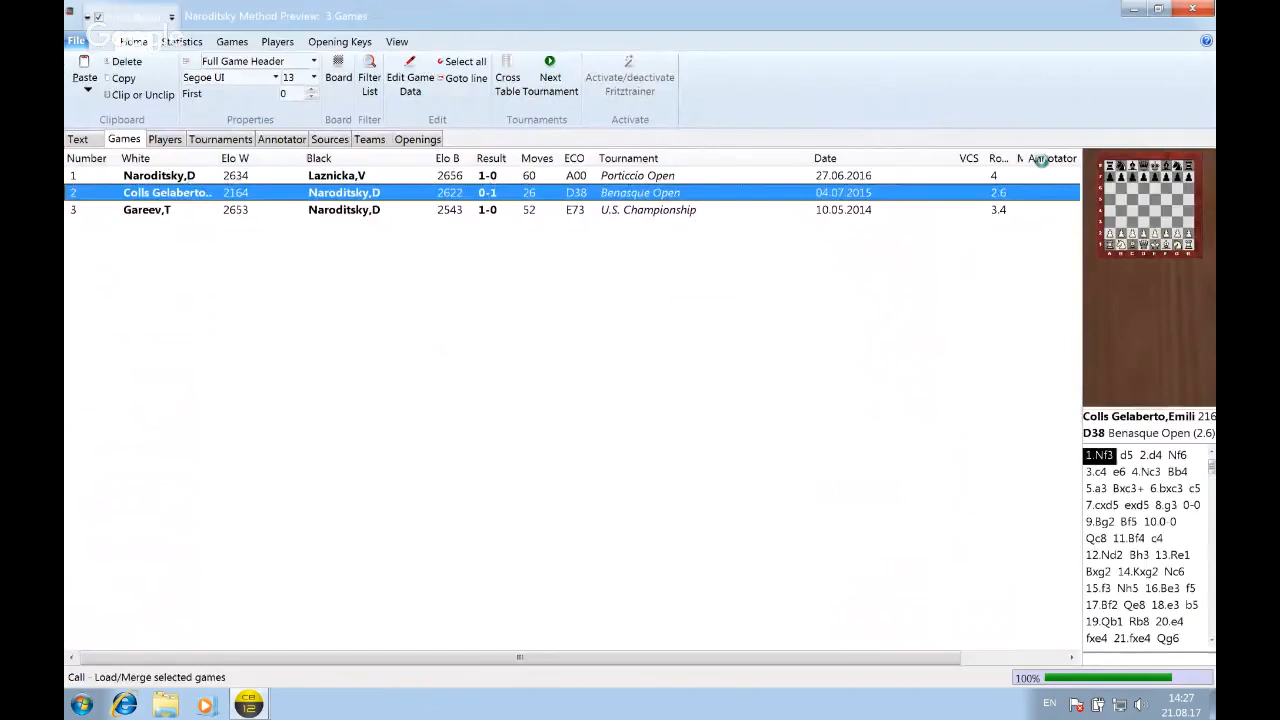 Naroditsky Method Preview: 3 Games
Google
File Home Statistics Games Players Opening Keys View
Paste Delete Copy Clip or Unclip Clipboard
Full Game Header
Segoe UI 13
First 0
Properties
Board Board
Filter List Filter
Edit Game Data Select all Goto line Edit
Cross Table Next Tournament Tournaments
Activate/deactivate Fritztrainer Activate
Text Games Players Tournaments Annotator Sources Teams Openings
Number White Elo W Black Elo B Result Moves ECO Tournament Date VCS Ro... N Annotator
1 Naroditsky,D 2634 Laznicka,V 2656 1-0 60 A00 Porticcio Open 27.06.2016 4
2 Colls Gelaberto.. 2164 Naroditsky,D 2622 0-1 26 D38 Benasque Open 04.07.2015 2.6
3 Gareev,T 2653 Naroditsky,D 2543 1-0 52 E73 U.S. Championship 10.05.2014 3.4
Colls Gelaberto,Emili 216
D38 Benasque Open (2.6)
1.Nf3 d5 2.d4 Nf6
3.c4 e6 4.Nc3 Bb4
5.a3 Bxc3+ 6.bxc3 c5
7.cxd5 exd5 8.g3 0-0
9.Bg2 Bf5 10.0-0
Qc8 11.Bf4 c4
12.Nd2 Bh3 13.Re1
Bxg2 14.Kxg2 Nc6
15.f3 Nh5 16.Be3 f5
17.Bf2 Qe8 18.e3 b5
19.Qb1 Rb8 20.e4
fxe4 21.fxe4 Qg6
Call - Load/Merge selected games
100%
CB 12
EN
14:27
21.08.17